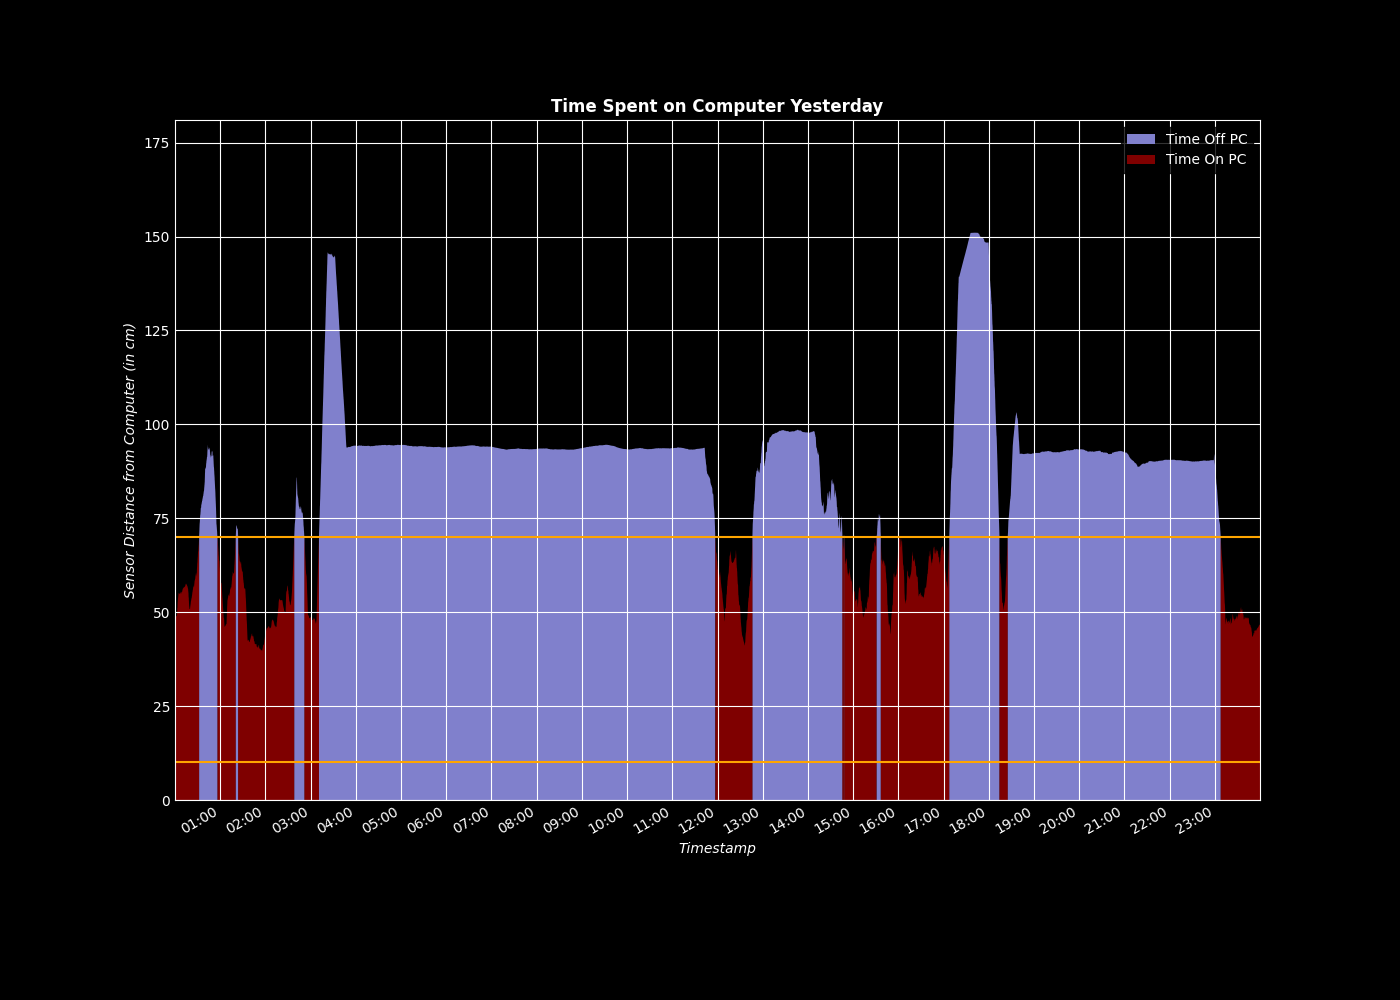 Time Spent on Computer Yesterday
Time Off PC
Time On PC
175
150
125
100
75
50
25
0
Sensor Distance from Computer (in cm)
01:00 02:00 03:00 04:00 05:00 06:00 07:00 08:00 09:00 10:00 11:00 12:00 13:00 14:00 15:00 16:00 17:00 18:00 19:00 20:00 21:00 22:00 23:00
Timestamp